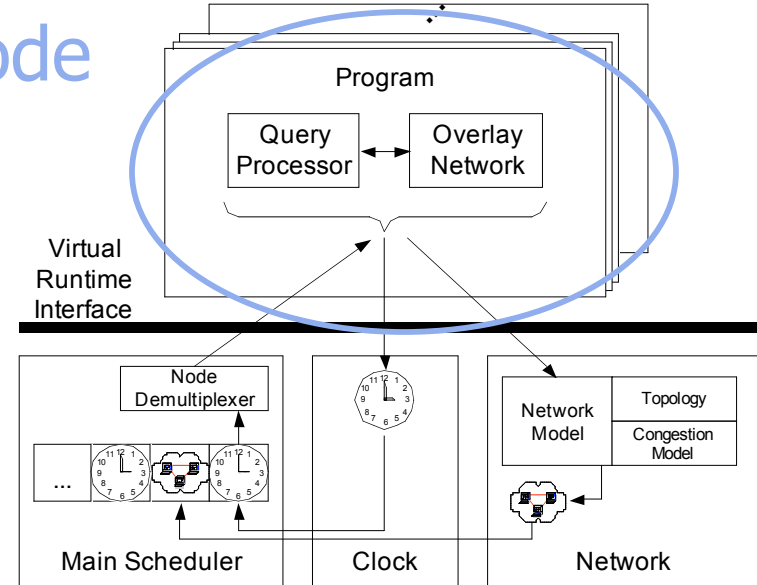 ode
Program
Query
Processor
Overlay
Network
Virtual
Runtime
Interface
Node
Demultiplexer
...
Main Scheduler
Clock
Network
Model
Topology
Congestion
Model
Network